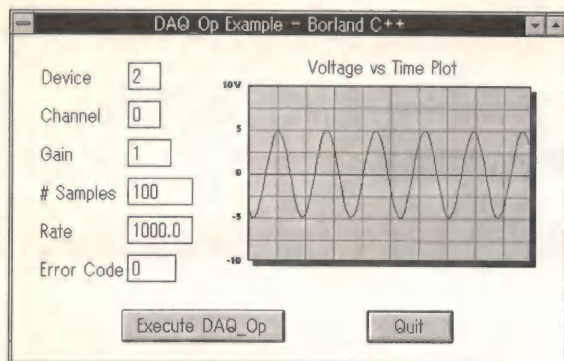 DAQ_Op Example - Borland C++
Device 2
Channel 0
Gain 1
# Samples 100
Rate 1000.0
Error Code 0
Voltage vs Time Plot
10V
5
0
-5
-10
Execute DAQ_Op
Quit